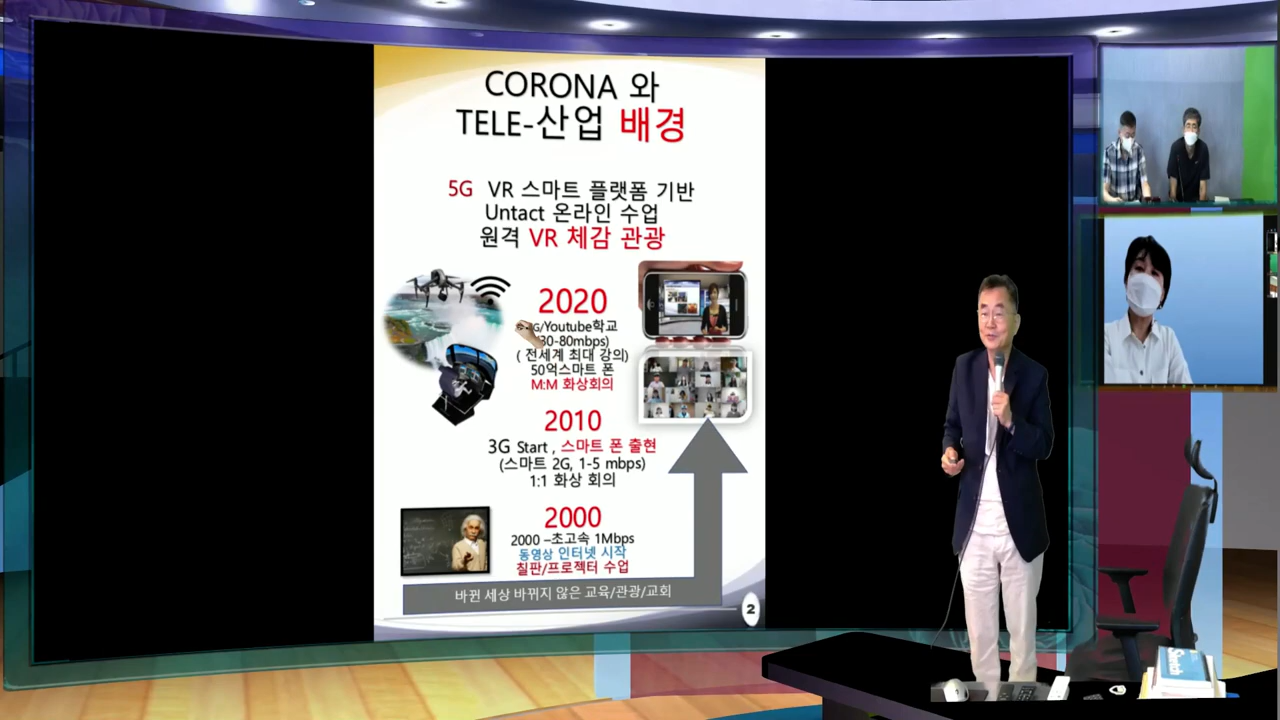 CORONA 와
TELE-산업 배경
5G VR 스마트 플랫폼 기반
Untact 온라인 수업
원격 VR 체감 관광
2020
G/Youtube학교
30-80mbps)
( 전세계 최대 강의)
50억스마트 폰
M:M 화상회의
2010
3G Start , 스마트 폰 출현
(스마트 2G, 1-5 mbps)
1:1 화상 회의
2000
2000 –초고속 1Mbps
동영상 인터넷 시작
칠판/프로젝터 수업
바뀐 세상 바뀌지 않은 교육/관광/교회
2
Sketch